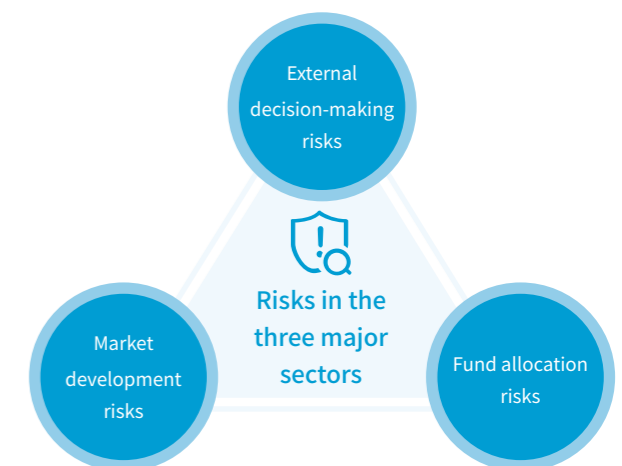 External
decision-making
risks
Risks in the
three major
sectors
Market
development
risks
Fund allocation
risks